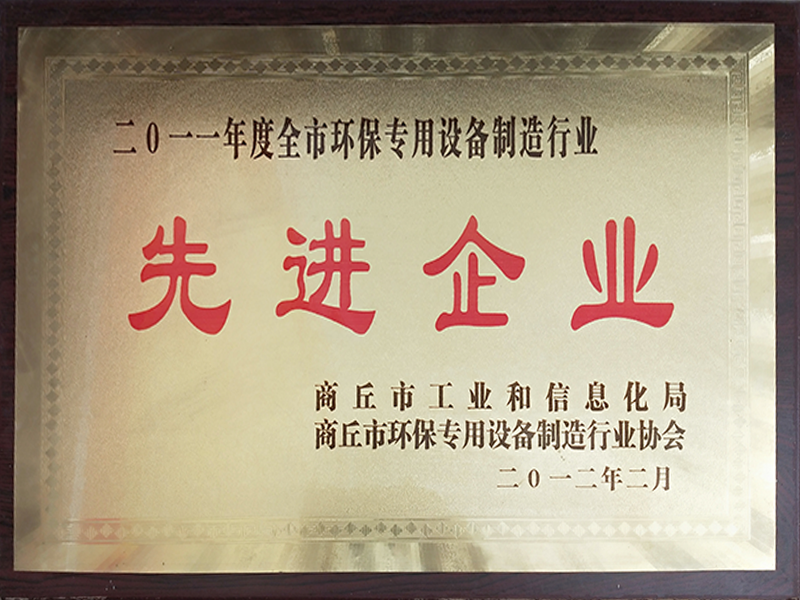 二0一一年度全市环保专用设备制造行业
先进企业
商丘市工业和信息化局
商丘市环保专用设备制造行业协会
二0一二年二月